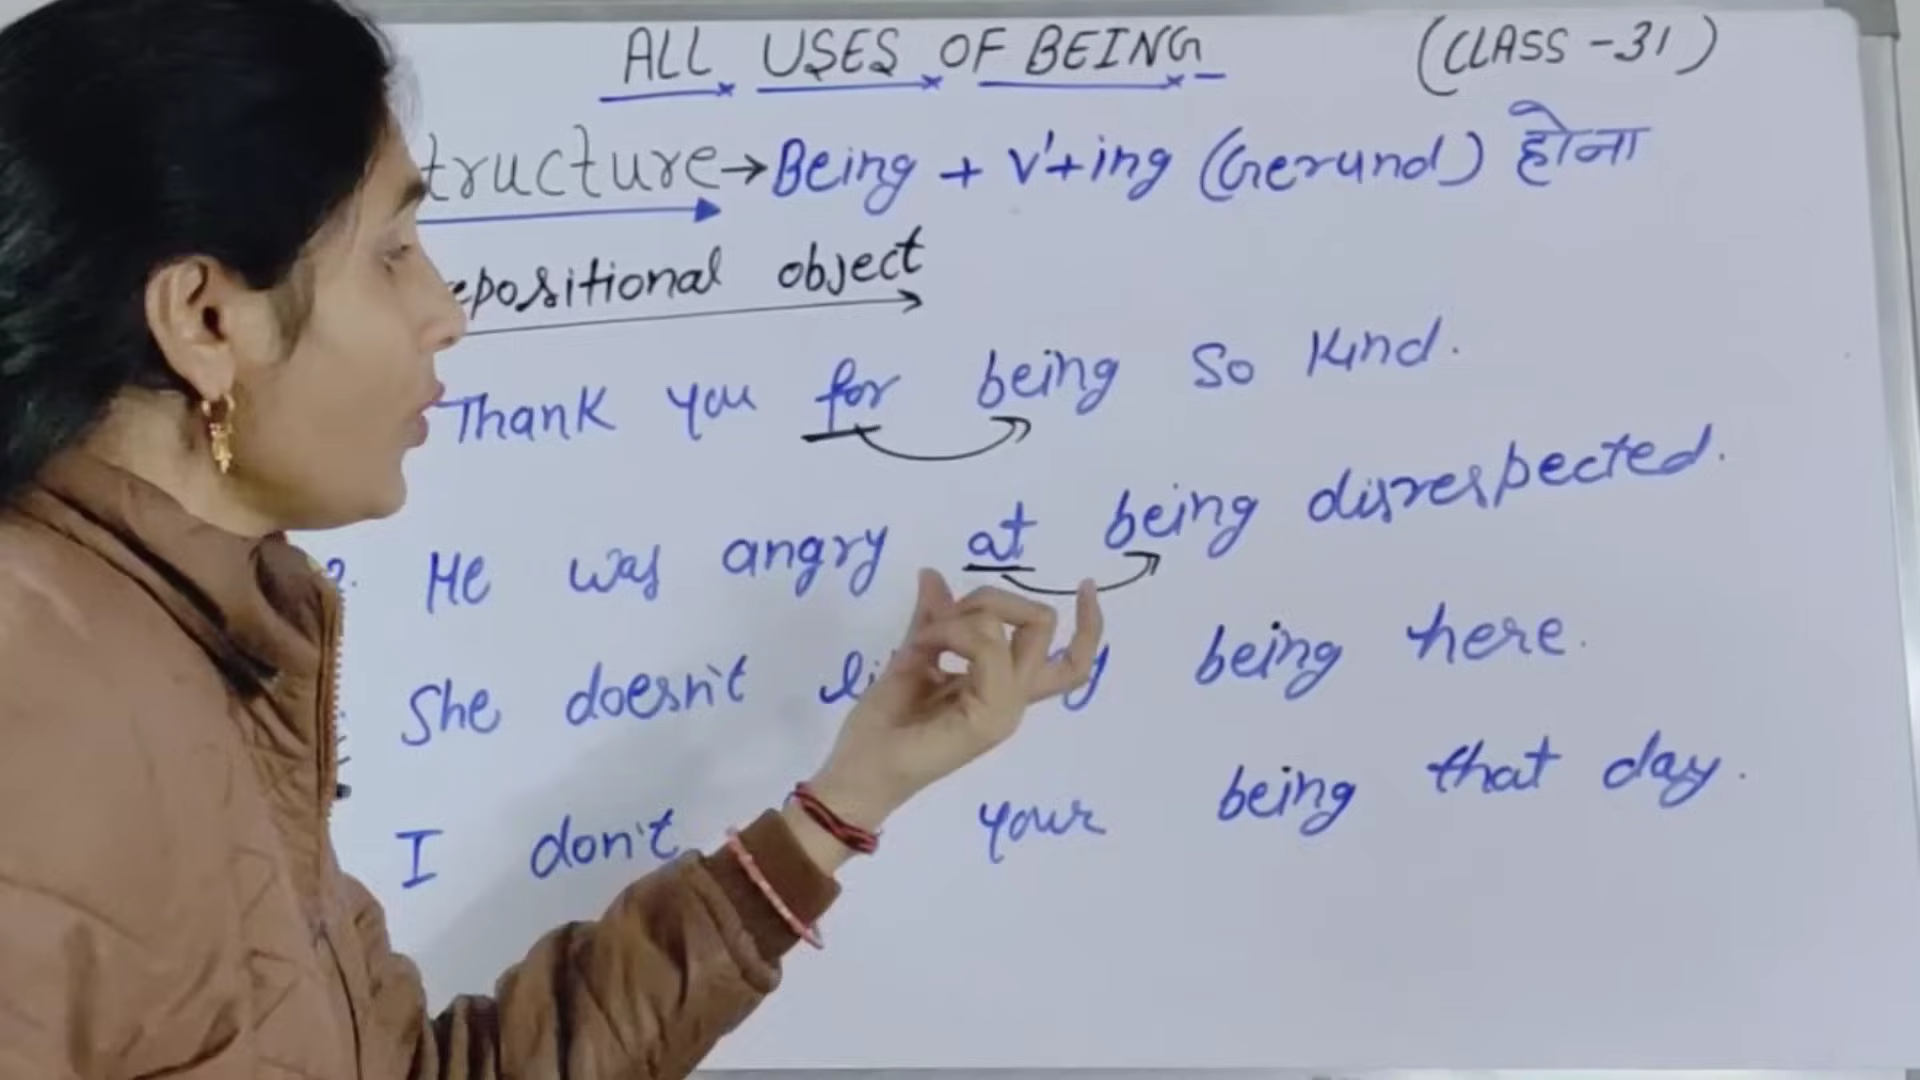 ALL USES OF BEING (CLASS - 31)
tructure → Being + V'+ing (Gerund) होना
epositional object
Thank you for being so kind.
2. He was angry at being disrespected.
She doesn't being here.
I don't your being that day.